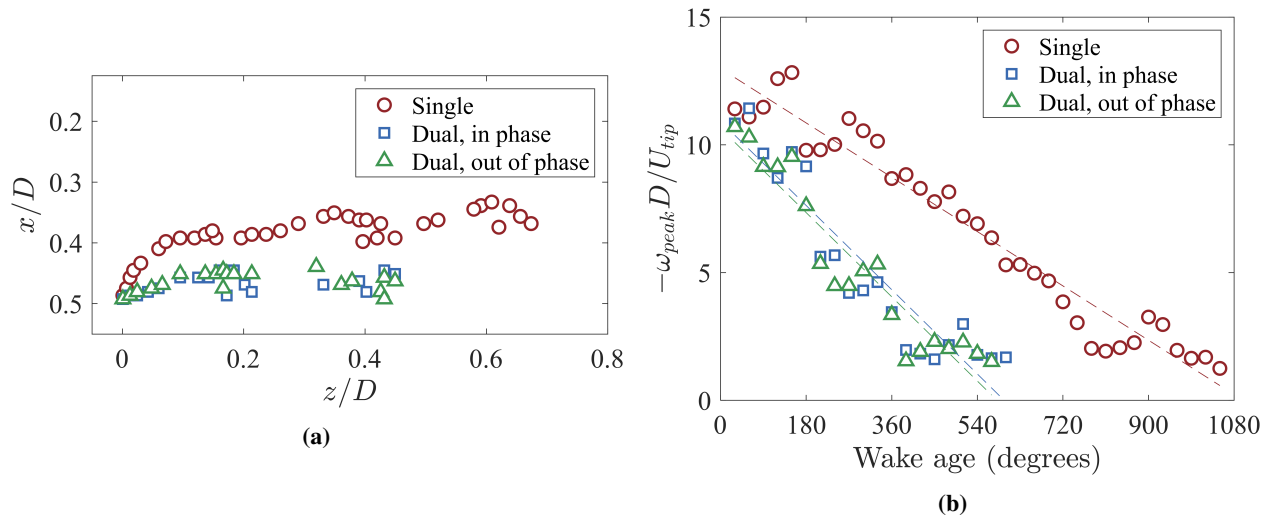 Single
Dual, in phase
Dual, out of phase
0.2
0.3
0.4
0.5
x/D
0
0.2
0.4
0.6
0.8
z/D
(a)
Single
Dual, in phase
Dual, out of phase
15
10
5
0
−ω_peak D/U_tip
0
180
360
540
720
900
1080
Wake age (degrees)
(b)